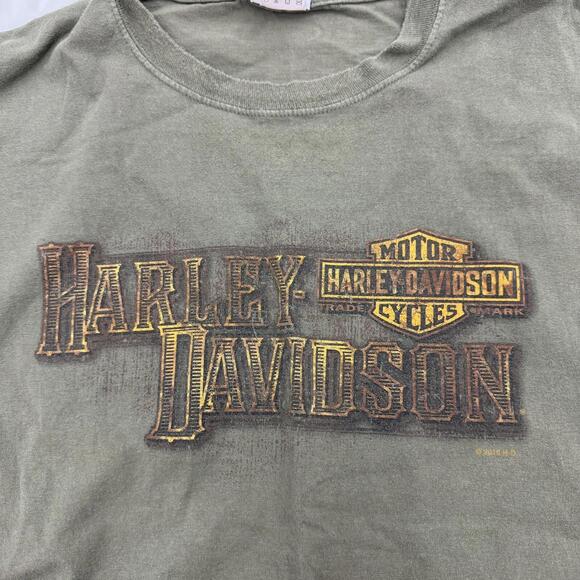 HARLEY-
DAVIDSON
MOTOR
HARLEY-DAVIDSON
CYCLES
TRADE MARK